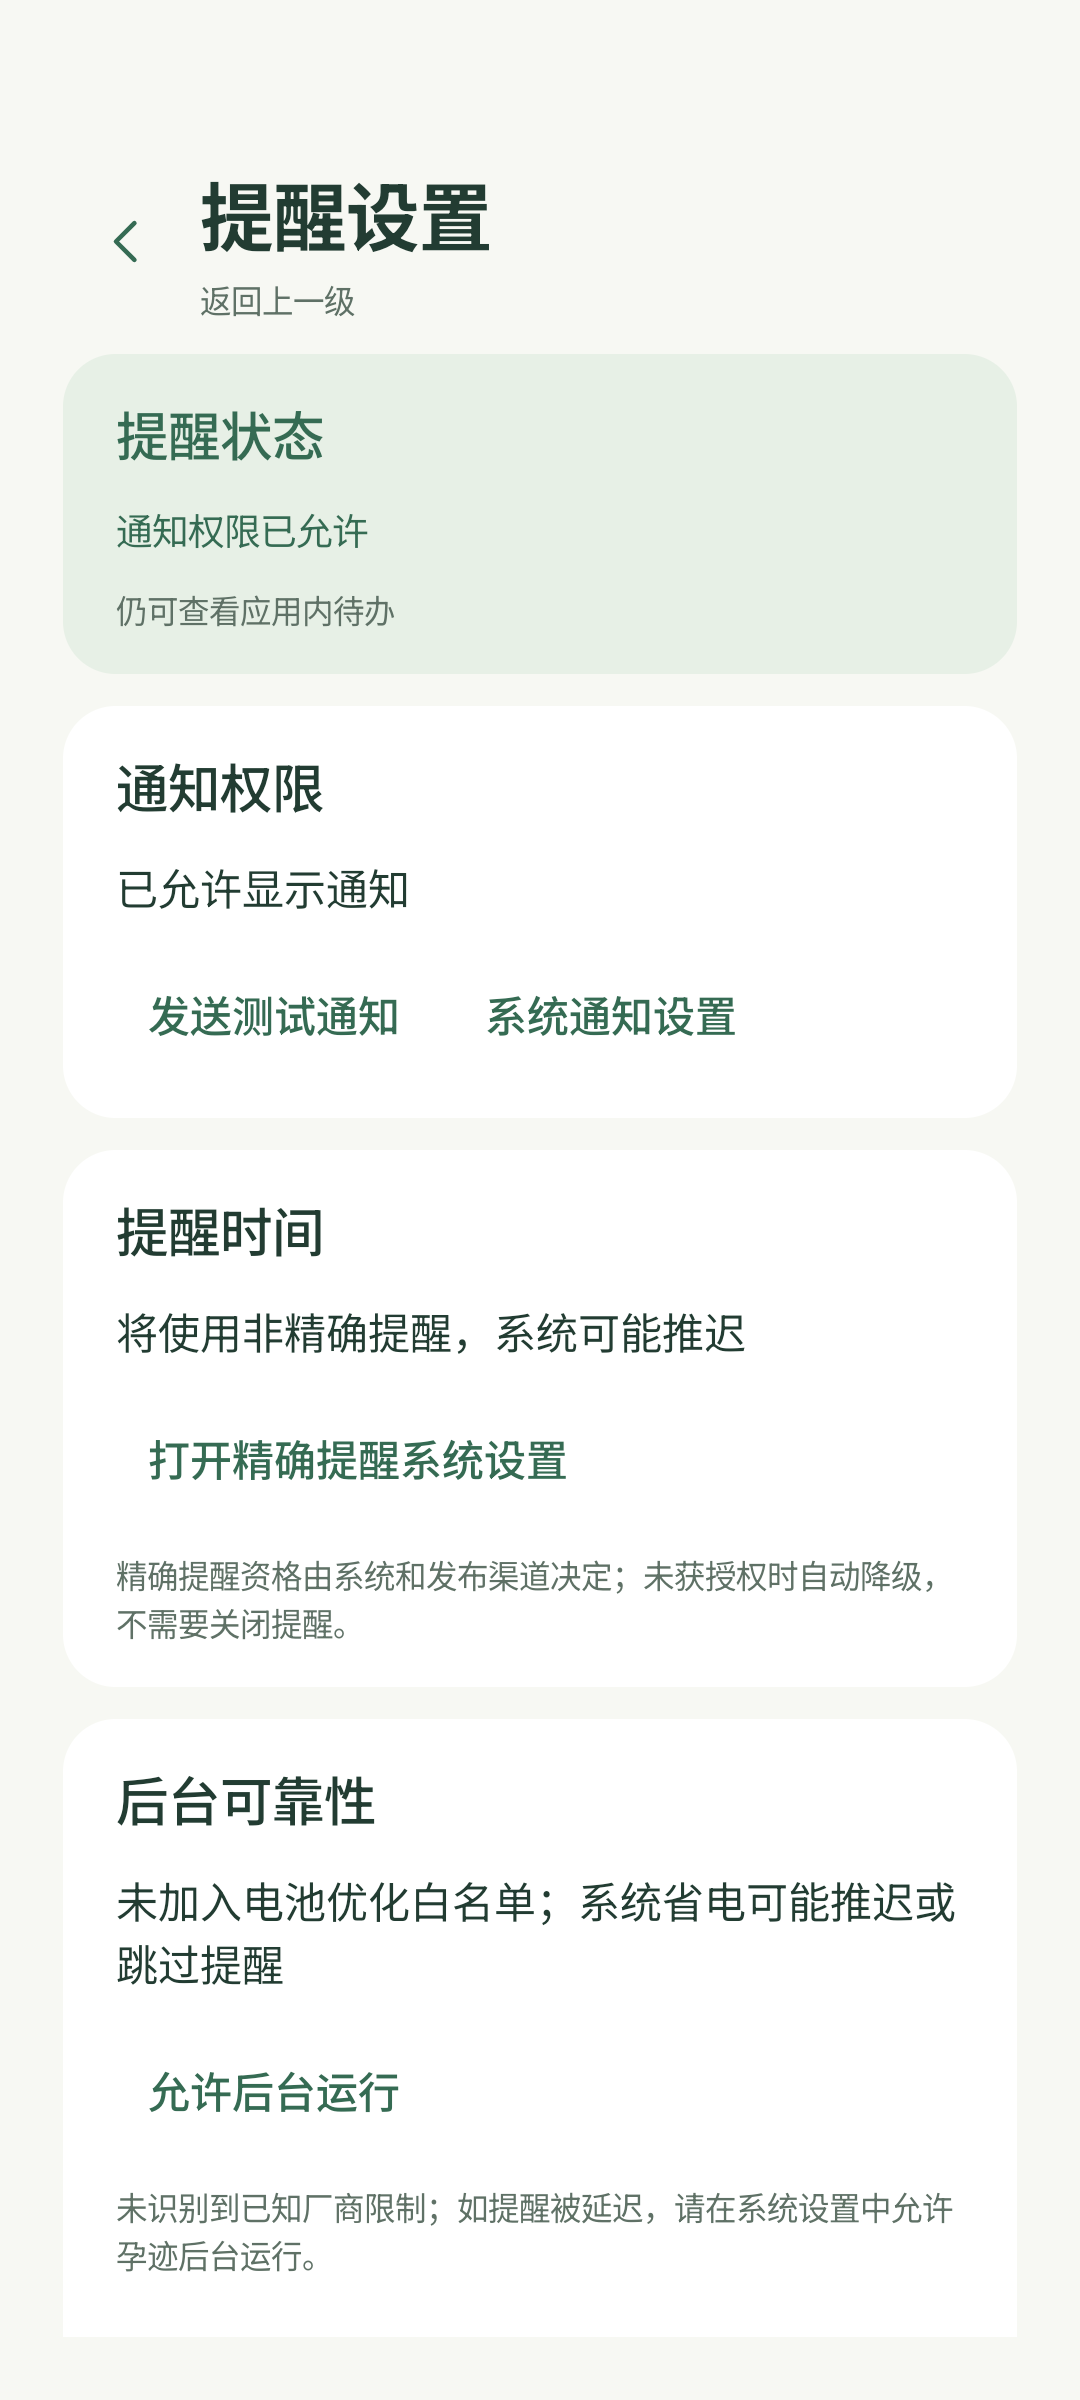 提醒设置
返回上一级
提醒状态
通知权限已允许
仍可查看应用内待办
通知权限
已允许显示通知
发送测试通知 系统通知设置
提醒时间
将使用非精确提醒，系统可能推迟
打开精确提醒系统设置
精确提醒资格由系统和发布渠道决定；未获授权时自动降级，
不需要关闭提醒。
后台可靠性
未加入电池优化白名单；系统省电可能推迟或
跳过提醒
允许后台运行
未识别到已知厂商限制；如提醒被延迟，请在系统设置中允许
孕迹后台运行。